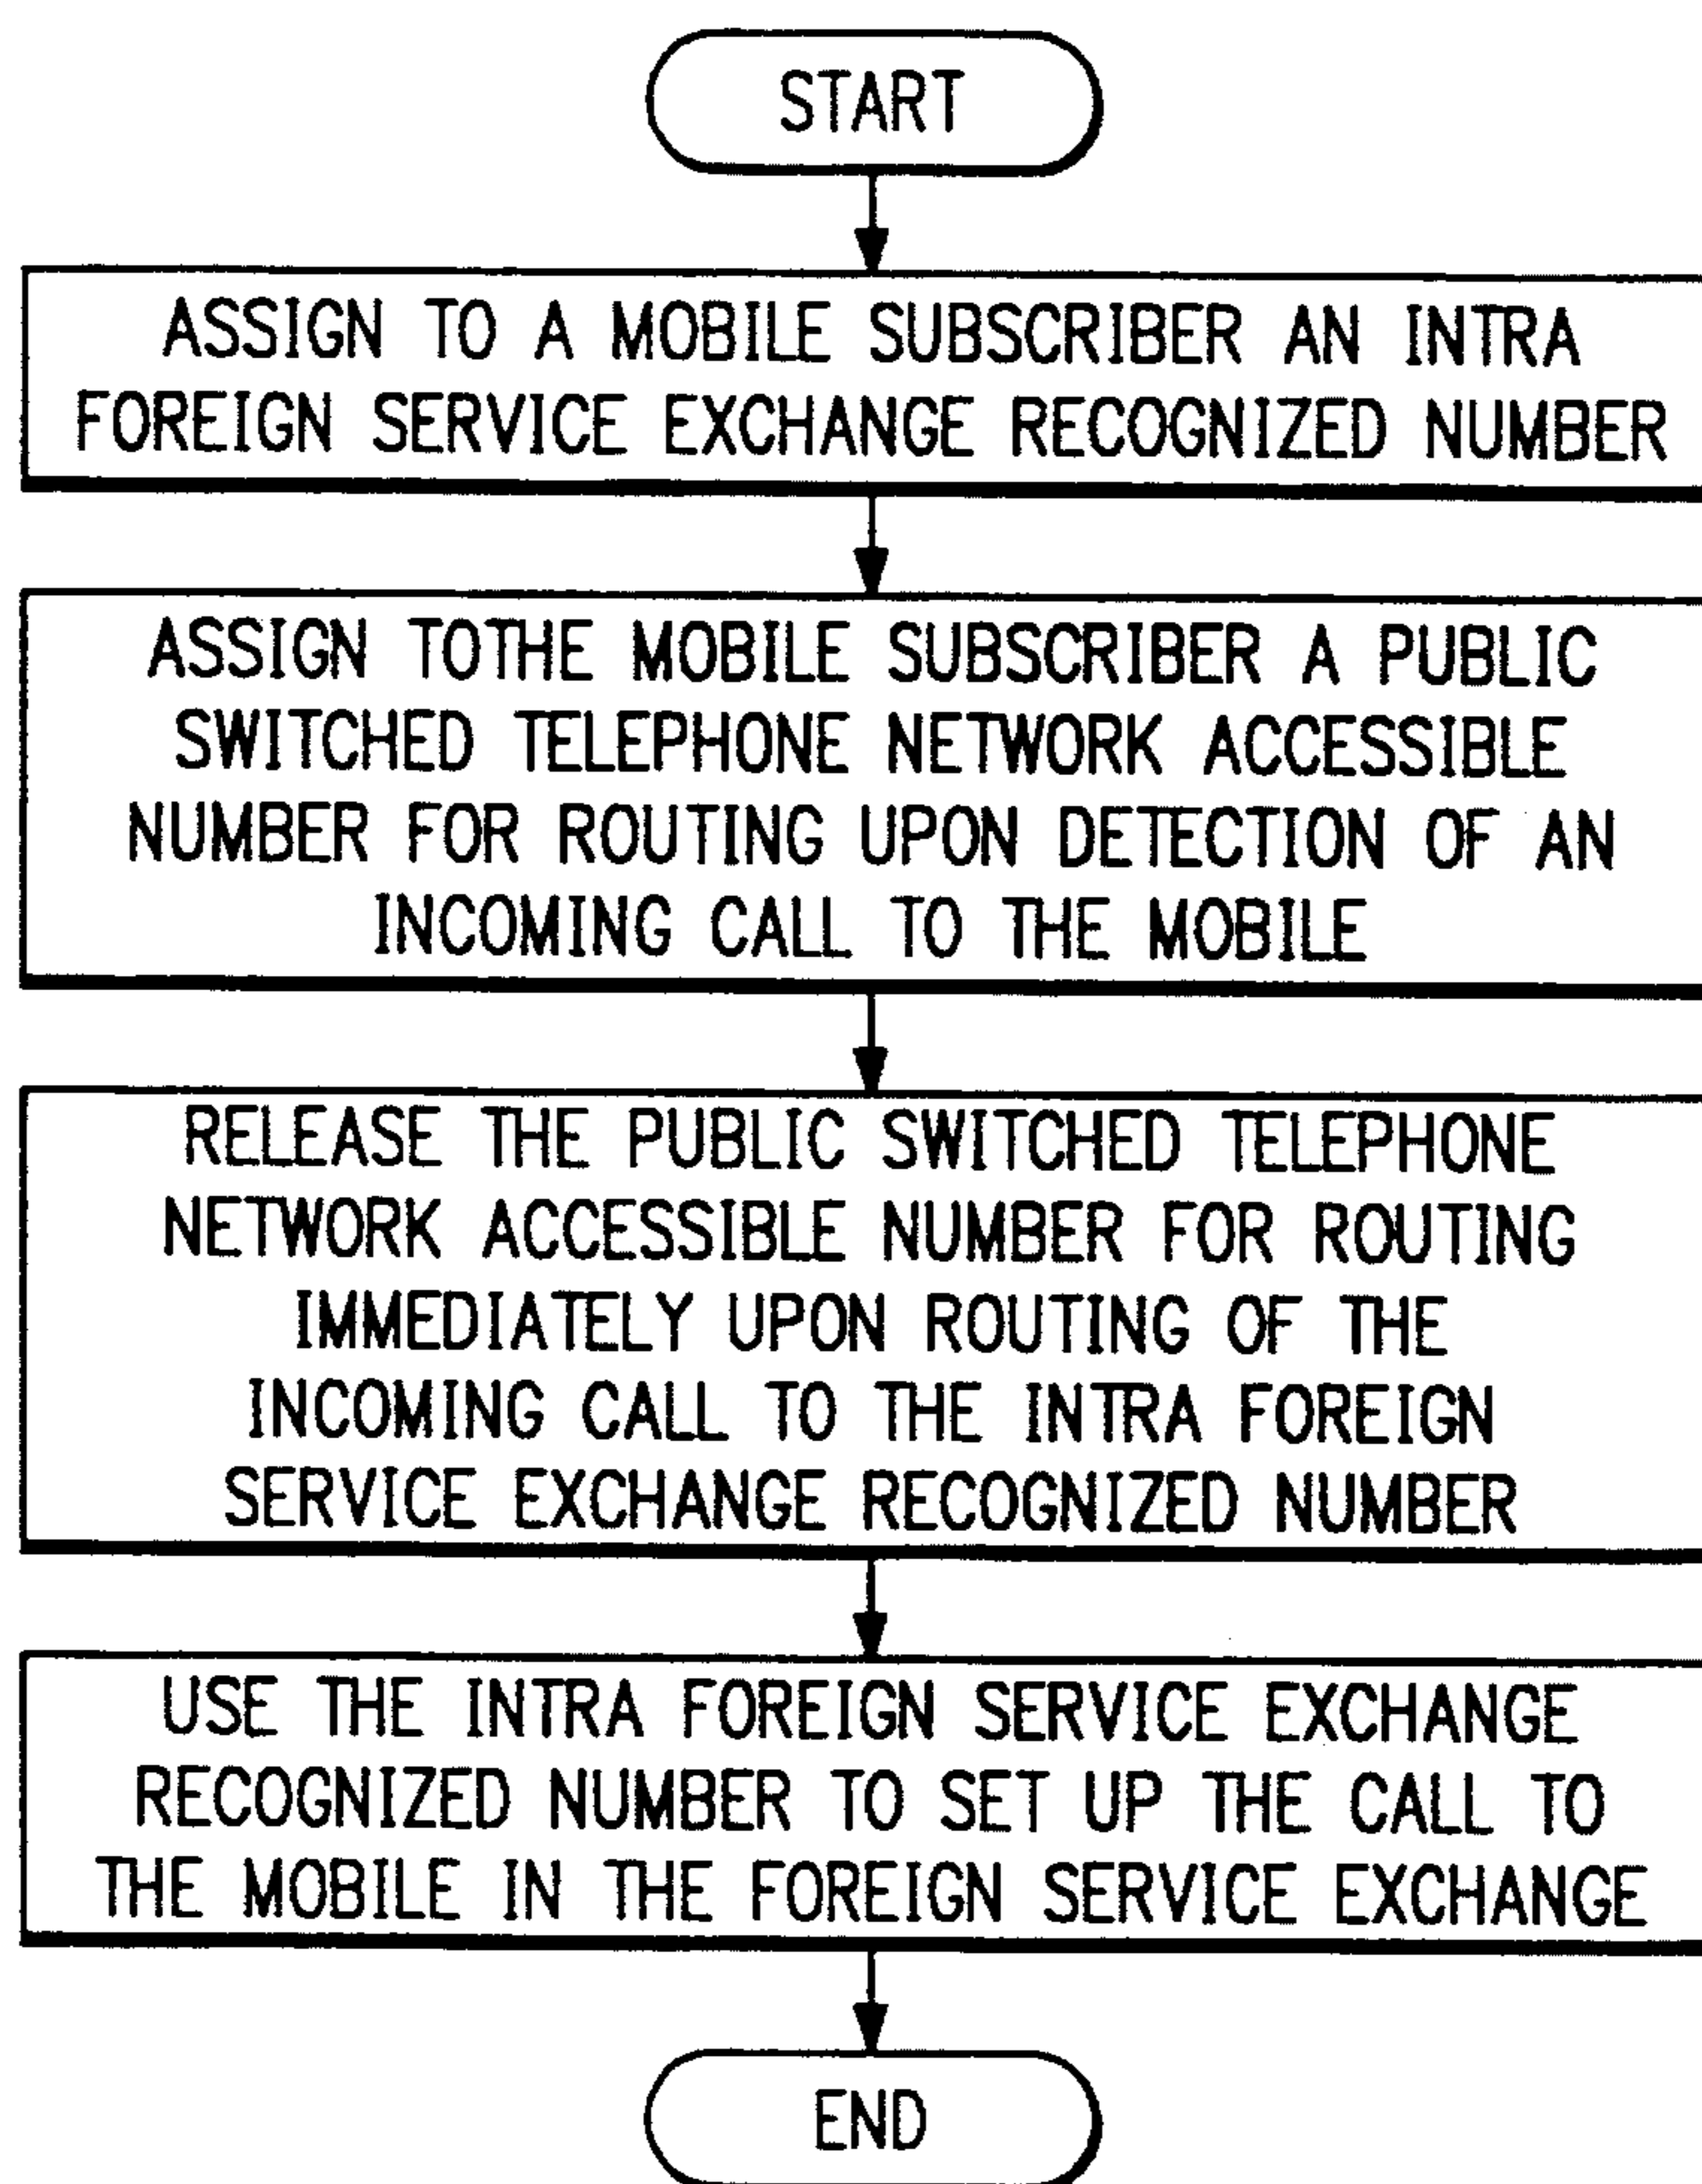 START
ASSIGN TO A MOBILE SUBSCRIBER AN INTRA
FOREIGN SERVICE EXCHANGE RECOGNIZED NUMBER
ASSIGN TOTHE MOBILE SUBSCRIBER A PUBLIC
SWITCHED TELEPHONE NETWORK ACCESSIBLE
NUMBER FOR ROUTING UPON DETECTION OF AN
INCOMING CALL TO THE MOBILE
RELEASE THE PUBLIC SWITCHED TELEPHONE
NETWORK ACCESSIBLE NUMBER FOR ROUTING
IMMEDIATELY UPON ROUTING OF THE
INCOMING CALL TO THE INTRA FOREIGN
SERVICE EXCHANGE RECOGNIZED NUMBER
USE THE INTRA FOREIGN SERVICE EXCHANGE
RECOGNIZED NUMBER TO SET UP THE CALL TO
THE MOBILE IN THE FOREIGN SERVICE EXCHANGE
END